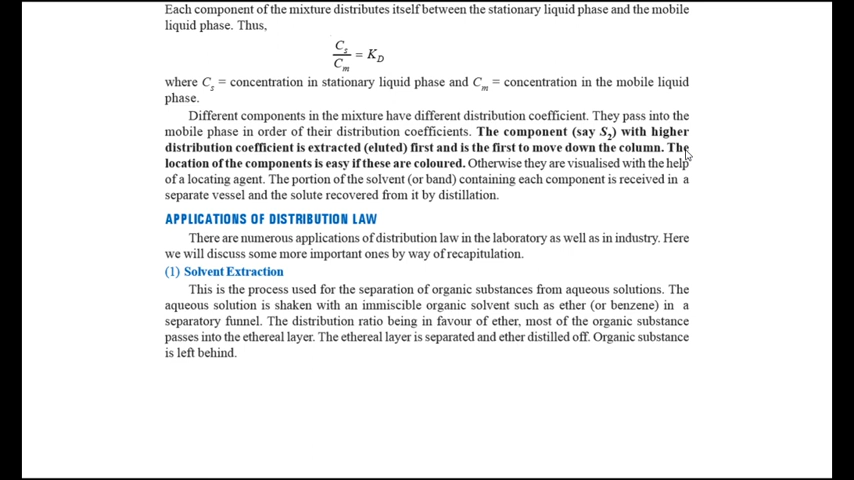 Each component of the mixture distributes itself between the stationary liquid phase and the mobile
liquid phase. Thus,
C_s / C_m = K_D
where C_s = concentration in stationary liquid phase and C_m = concentration in the mobile liquid
phase.
Different components in the mixture have different distribution coefficient. They pass into the
mobile phase in order of their distribution coefficients. The component (say S_2) with higher
distribution coefficient is extracted (eluted) first and is the first to move down the column. The
location of the components is easy if these are coloured. Otherwise they are visualised with the help
of a locating agent. The portion of the solvent (or band) containing each component is received in a
separate vessel and the solute recovered from it by distillation.
APPLICATIONS OF DISTRIBUTION LAW
There are numerous applications of distribution law in the laboratory as well as in industry. Here
we will discuss some more important ones by way of recapitulation.
(1) Solvent Extraction
This is the process used for the separation of organic substances from aqueous solutions. The
aqueous solution is shaken with an immiscible organic solvent such as ether (or benzene) in a
separatory funnel. The distribution ratio being in favour of ether, most of the organic substance
passes into the ethereal layer. The ethereal layer is separated and ether distilled off. Organic substance
is left behind.